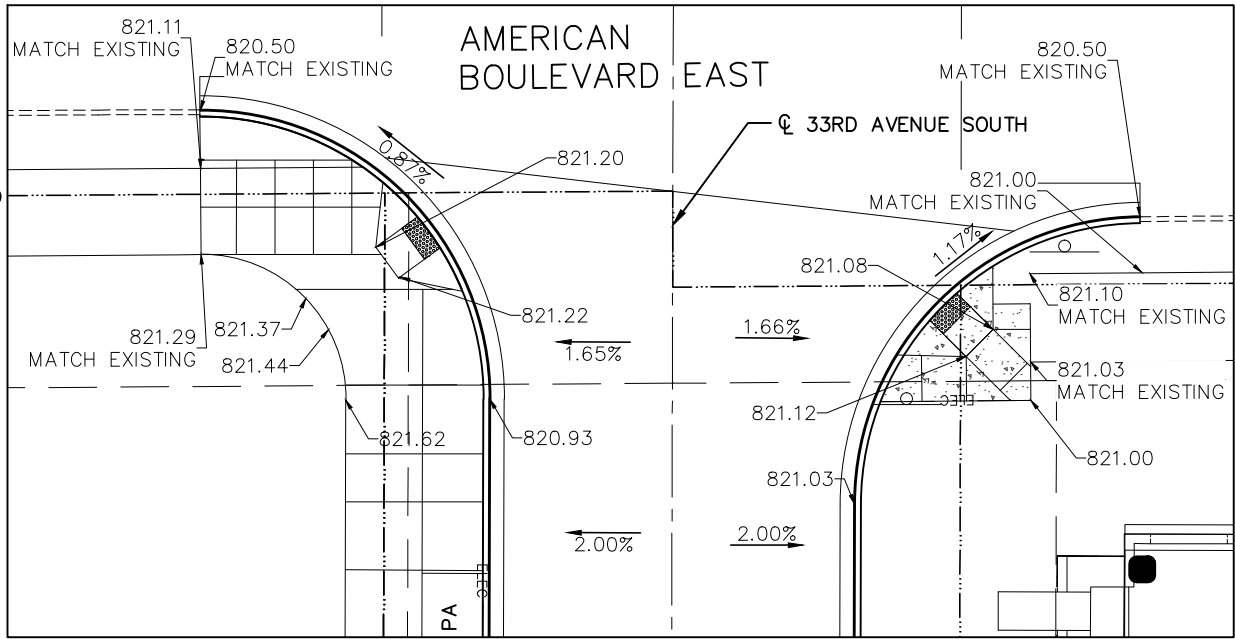 821.11
MATCH EXISTING
820.50
MATCH EXISTING
AMERICAN
BOULEVARD EAST
820.50
MATCH EXISTING
℄ 33RD AVENUE SOUTH
0.87%
821.20
821.00
MATCH EXISTING
1.17%
821.08
821.10
MATCH EXISTING
821.22
821.37
821.29
MATCH EXISTING
821.44
1.65%
1.66%
821.03
MATCH EXISTING
ELEC
821.12
821.62
820.93
821.00
821.03
2.00%
2.00%
ELEC
PA